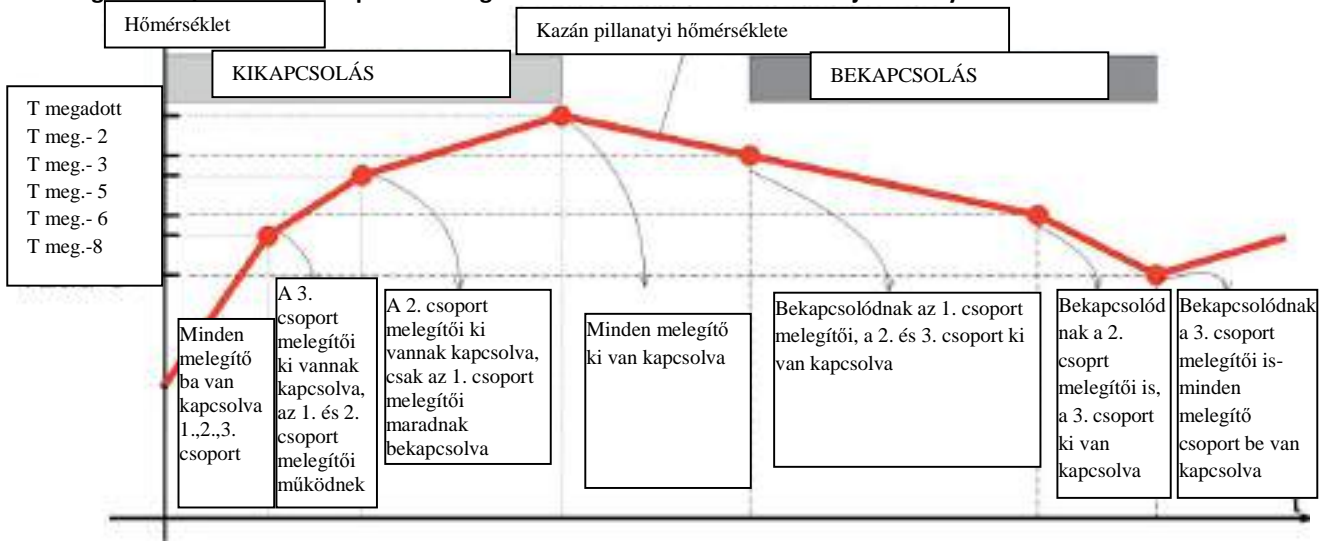 Hőmérséklet
Kazán pillanatyi hőmérséklete
KIKAPCSOLÁS
BEKAPCSOLÁS
T megadott
T meg.- 2
T meg.- 3
T meg.- 5
T meg.- 6
T meg.-8
Minden
melegítő
ba van
kapcsolva
1.,2.,3.
csoport
A 3.
csoport
melegítői
ki vannak
kapcsolva,
az 1. és 2.
csoport
melegítői
működnek
A 2. csoport
melegítői ki
vannak kapcsolva,
csak az 1. csoport
melegítői
maradnak
bekapcsolva
Minden melegítő
ki van kapcsolva
Bekapcsolódnak az 1. csoport
melegítői, a 2. és 3. csoport ki
van kapcsolva
Bekapcsolód
nak a 2.
csoprt
melegítői is,
a 3. csoport
ki van
kapcsolva
Bekapcsolódnak
a 3. csoport
melegítői is-
minden
melegítő
csoport be van
kapcsolva